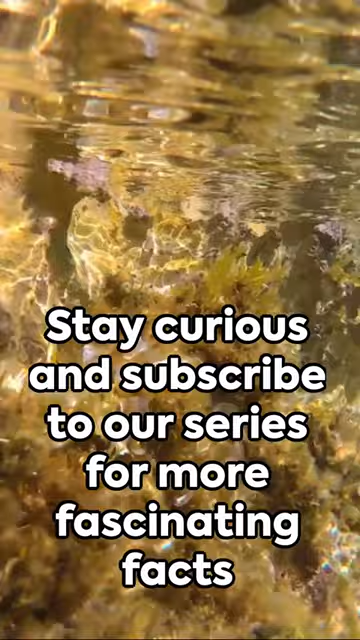 Stay curious
and subscribe
to our series
for more
fascinating
facts